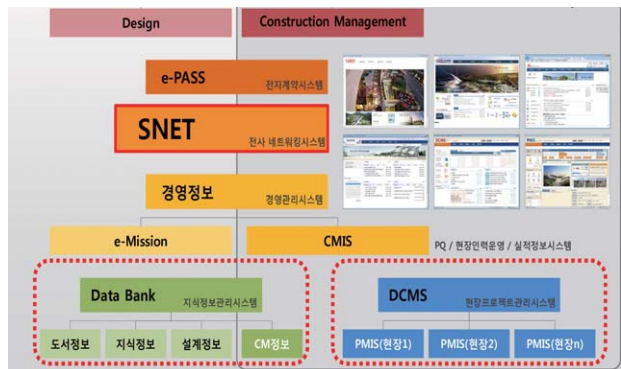 Design
Construction Management
e-PASS
전자계약시스템
SNET
전사 네트워킹시스템
경영정보
경영관리시스템
e-Mission
CMIS
PQ / 현장인력운영 / 실적정보시스템
Data Bank
지식정보관리시스템
DCMS
현장프로젝트관리시스템
도서정보
지식정보
설계정보
CM정보
PMIS(현장1)
PMIS(현장2)
PMIS(현장n)